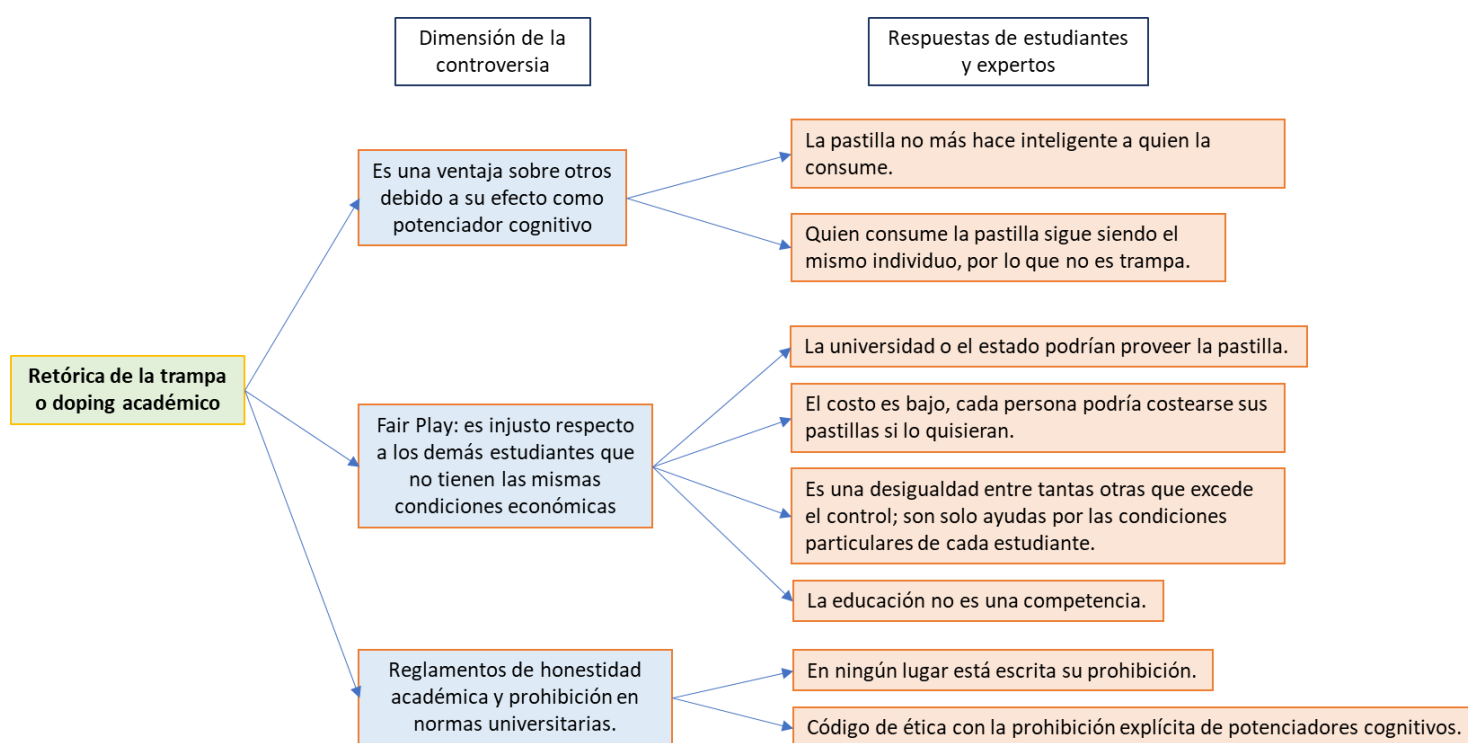 Dimensión de la
controversia
Respuestas de estudiantes
y expertos
Retórica de la trampa
o doping académico
Es una ventaja sobre otros
debido a su efecto como
potenciador cognitivo
La pastilla no más hace inteligente a quien la
consume.
Quien consume la pastilla sigue siendo el
mismo individuo, por lo que no es trampa.
Fair Play: es injusto respecto
a los demás estudiantes que
no tienen las mismas
condiciones económicas
La universidad o el estado podrían proveer la pastilla.
El costo es bajo, cada persona podría costearse sus
pastillas si lo quisieran.
Es una desigualdad entre tantas otras que excede
el control; son solo ayudas por las condiciones
particulares de cada estudiante.
La educación no es una competencia.
Reglamentos de honestidad
académica y prohibición en
normas universitarias.
En ningún lugar está escrita su prohibición.
Código de ética con la prohibición explícita de potenciadores cognitivos.